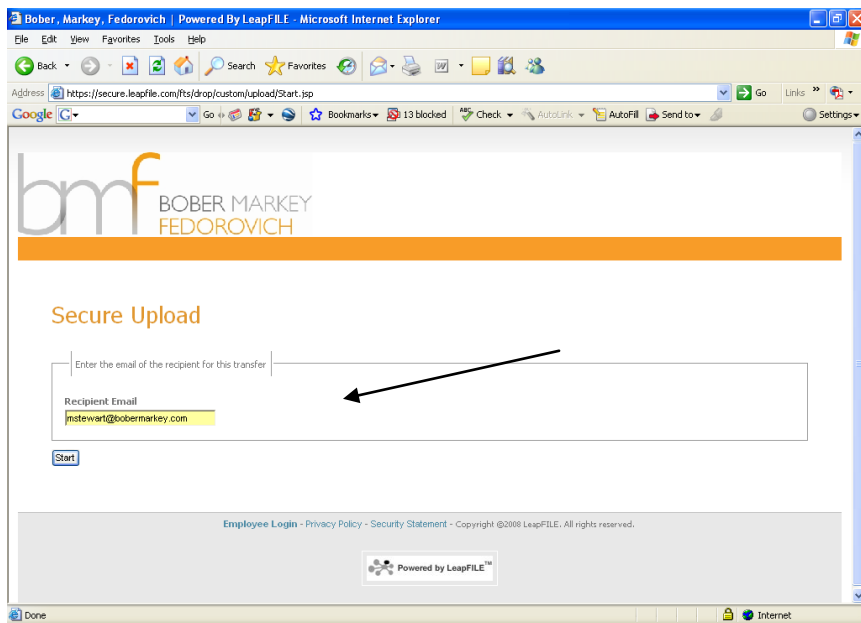 Bober, Markey, Fedorovich | Powered By LeapFILE - Microsoft Internet Explorer
File Edit View Favorites Tools Help
Back Search Favorites W
Address https://secure.leapfile.com/fts/drop/custom/upload/Start.jsp Go Links »
Google G Go Bookmarks 13 blocked ABC Check AutoLink AutoFill Send to Settings
bmf
BOBER MARKEY
FEDOROVICH
Secure Upload
Enter the email of the recipient for this transfer
Recipient Email
mstewart@bobermarkey.com
Start
Employee Login - Privacy Policy - Security Statement - Copyright ©2008 LeapFILE. All rights reserved.
Powered by LeapFILE™
Done Internet